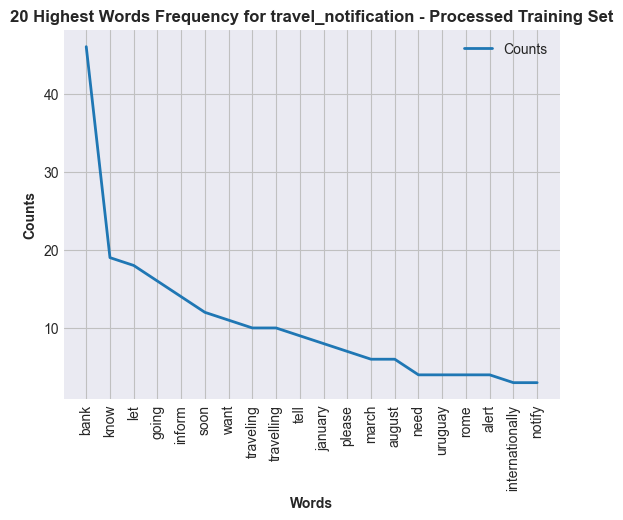 20 Highest Words Frequency for travel_notification - Processed Training Set
Counts
Counts
40
30
20
10
bank
know
let
going
inform
soon
want
traveling
travelling
tell
january
please
march
august
need
uruguay
rome
alert
internationally
notify
Words